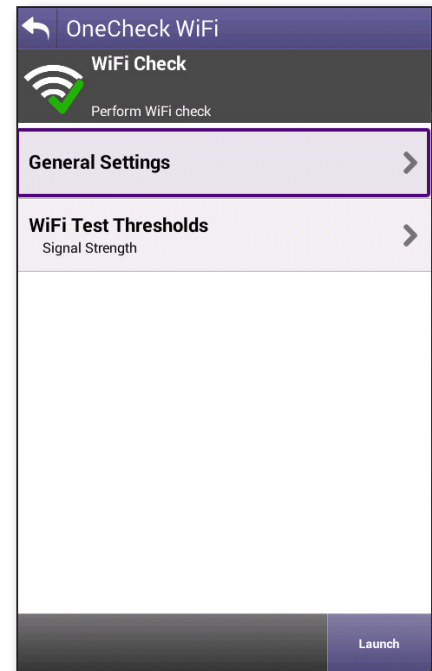 OneCheck WiFi
WiFi Check
Perform WiFi check
General Settings
WiFi Test Thresholds
Signal Strength
Launch